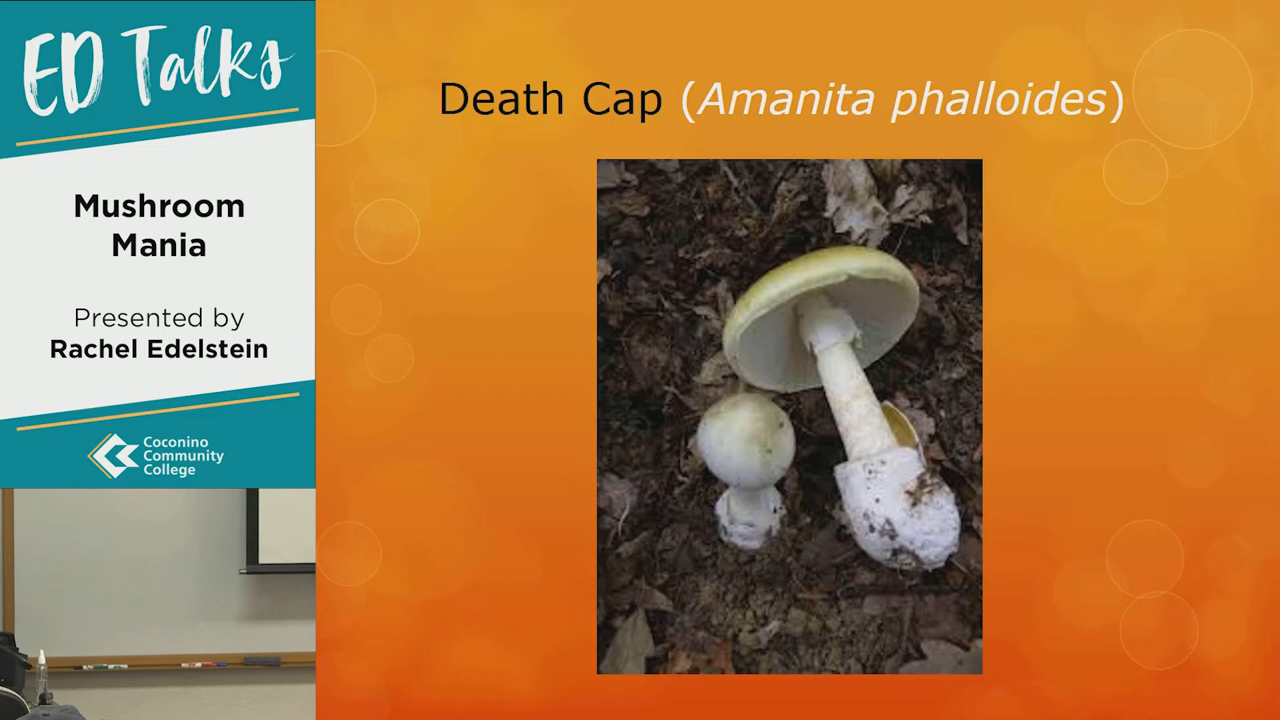 ED Talks
Mushroom
Mania
Presented by
Rachel Edelstein
Coconino
Community
College
Death Cap (Amanita phalloides)